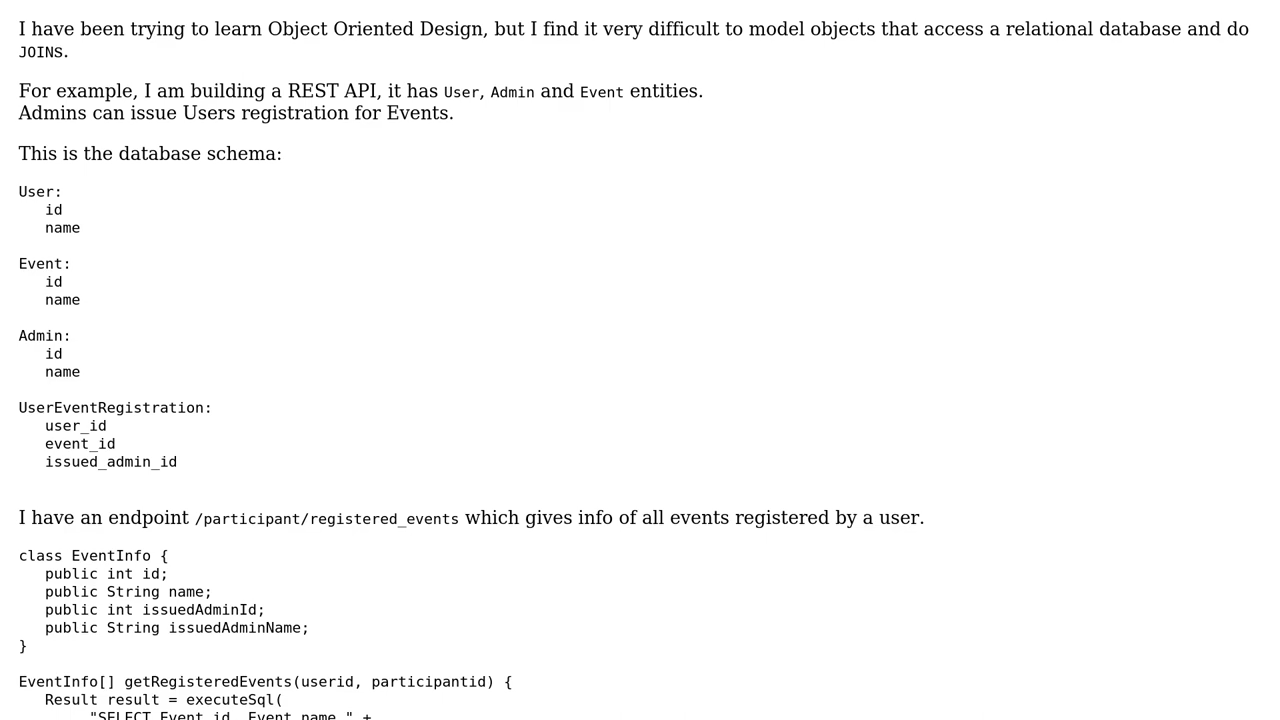 I have been trying to learn Object Oriented Design, but I find it very difficult to model objects that access a relational database and do
JOINS.
For example, I am building a REST API, it has User, Admin and Event entities.
Admins can issue Users registration for Events.
This is the database schema:
User:
   id
   name
Event:
   id
   name
Admin:
   id
   name
UserEventRegistration:
   user_id
   event_id
   issued_admin_id
I have an endpoint /participant/registered_events which gives info of all events registered by a user.
class EventInfo {
   public int id;
   public String name;
   public int issuedAdminId;
   public String issuedAdminName;
}
EventInfo[] getRegisteredEvents(userid, participantid) {
   Result result = executeSql(
        "SELECT Event.id, Event.name " +